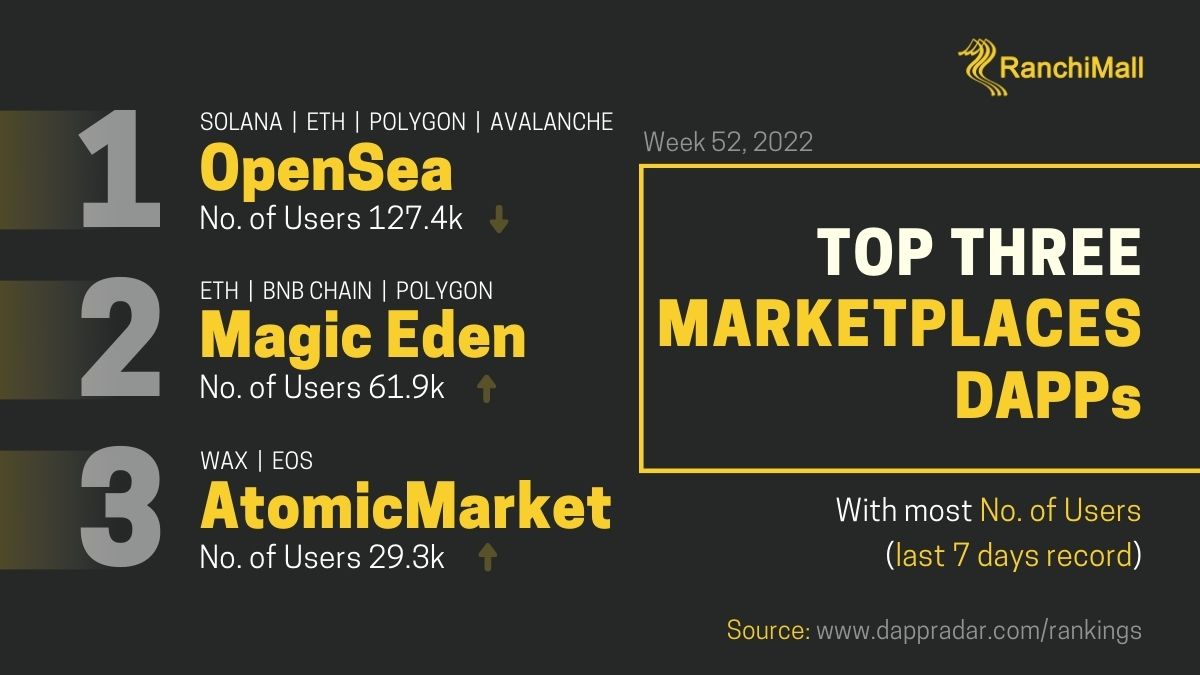 RanchiMall
1
SOLANA | ETH | POLYGON | AVALANCHE
OpenSea
No. of Users 127.4k
2
ETH | BNB CHAIN | POLYGON
Magic Eden
No. of Users 61.9k
3
WAX | EOS
AtomicMarket
No. of Users 29.3k
Week 52, 2022
TOP THREE
MARKETPLACES
DAPPs
With most No. of Users
(last 7 days record)
Source: www.dappradar.com/rankings